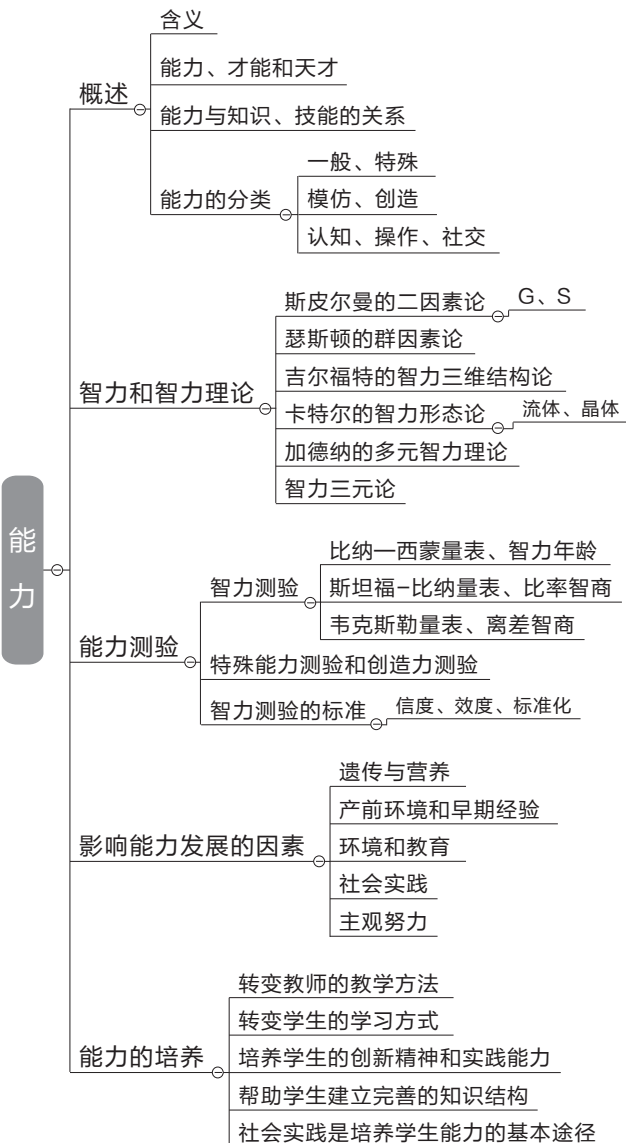 能力
概述
含义
能力、才能和天才
能力与知识、技能的关系
能力的分类
一般、特殊
模仿、创造
认知、操作、社交
智力和智力理论
斯皮尔曼的二因素论
G、S
瑟斯顿的群因素论
吉尔福特的智力三维结构论
卡特尔的智力形态论
流体、晶体
加德纳的多元智力理论
智力三元论
能力测验
智力测验
比纳—西蒙量表、智力年龄
斯坦福-比纳量表、比率智商
韦克斯勒量表、离差智商
特殊能力测验和创造力测验
智力测验的标准
信度、效度、标准化
影响能力发展的因素
遗传与营养
产前环境和早期经验
环境和教育
社会实践
主观努力
能力的培养
转变教师的教学方法
转变学生的学习方式
培养学生的创新精神和实践能力
帮助学生建立完善的知识结构
社会实践是培养学生能力的基本途径